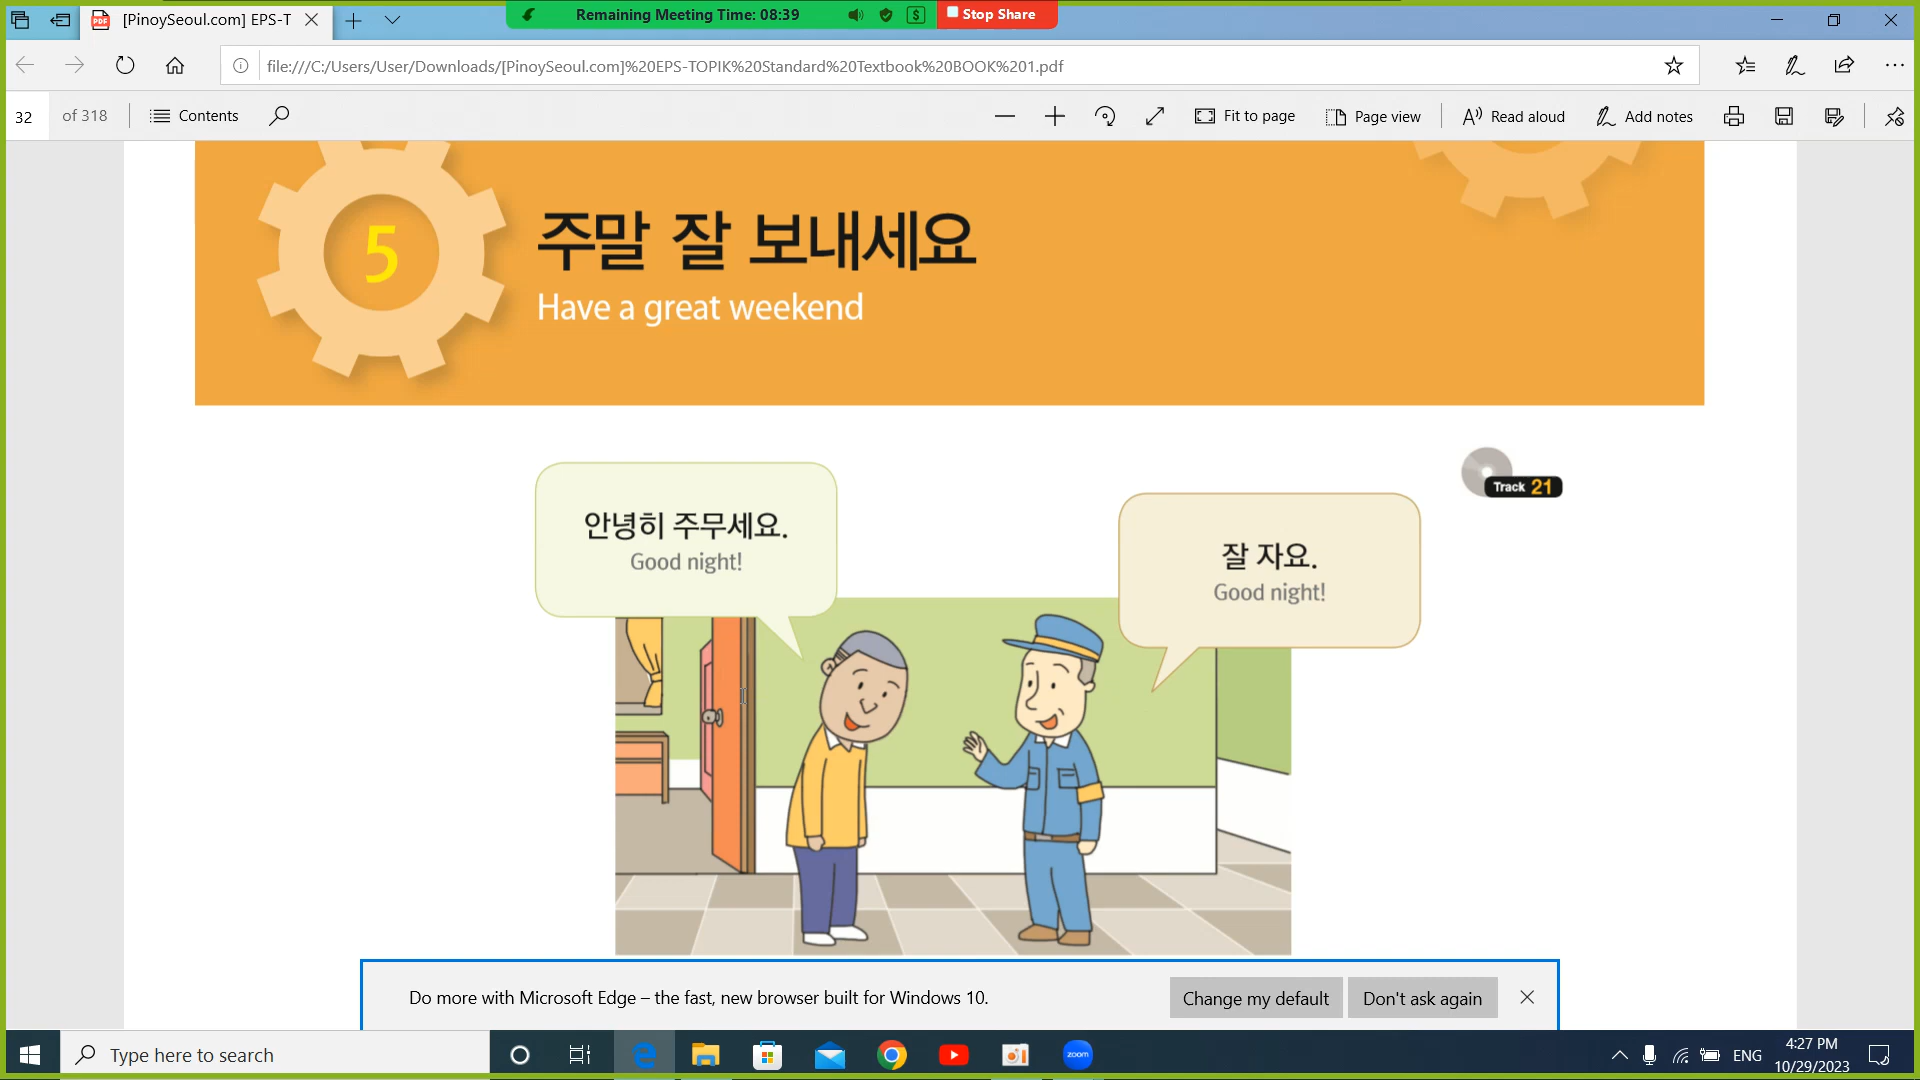 [PinoySeoul.com] EPS-T
Remaining Meeting Time: 08:39
Stop Share
file:///C:/Users/User/Downloads/[PinoySeoul.com]%20EPS-TOPIK%20Standard%20Textbook%20BOOK%201.pdf
32 of 318 Contents Fit to page Page view Read aloud Add notes
5
주말 잘 보내세요
Have a great weekend
Track 21
안녕히 주무세요.
Good night!
잘 자요.
Good night!
Do more with Microsoft Edge – the fast, new browser built for Windows 10. Change my default Don't ask again
Type here to search
zoom
ENG
4:27 PM
10/29/2023